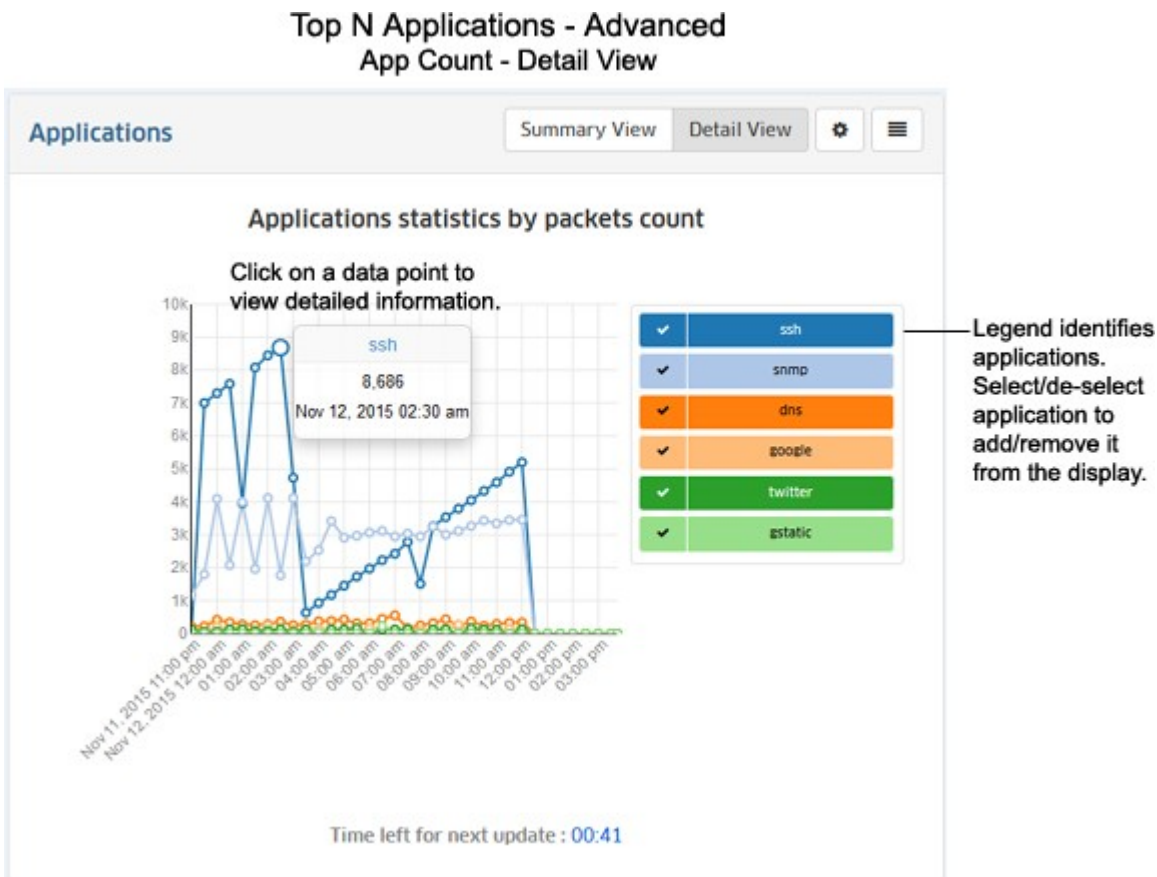 Top N Applications - Advanced
App Count - Detail View
Applications
Summary View
Detail View
Applications statistics by packets count
Click on a data point to
view detailed information.
10k
9k
8k
7k
6k
5k
4k
3k
2k
1k
0
ssh
8,686
Nov 12, 2015 02:30 am
Nov 11, 2015 11:00 pm
Nov 12, 2015 12:00 am
01:00 am
02:00 am
03:00 am
04:00 am
05:00 am
06:00 am
07:00 am
08:00 am
09:00 am
10:00 am
11:00 am
12:00 pm
01:00 pm
02:00 pm
03:00 pm
ssh
snmp
dns
google
twitter
gstatic
Legend identifies
applications.
Select/de-select
application to
add/remove it
from the display.
Time left for next update : 00:41